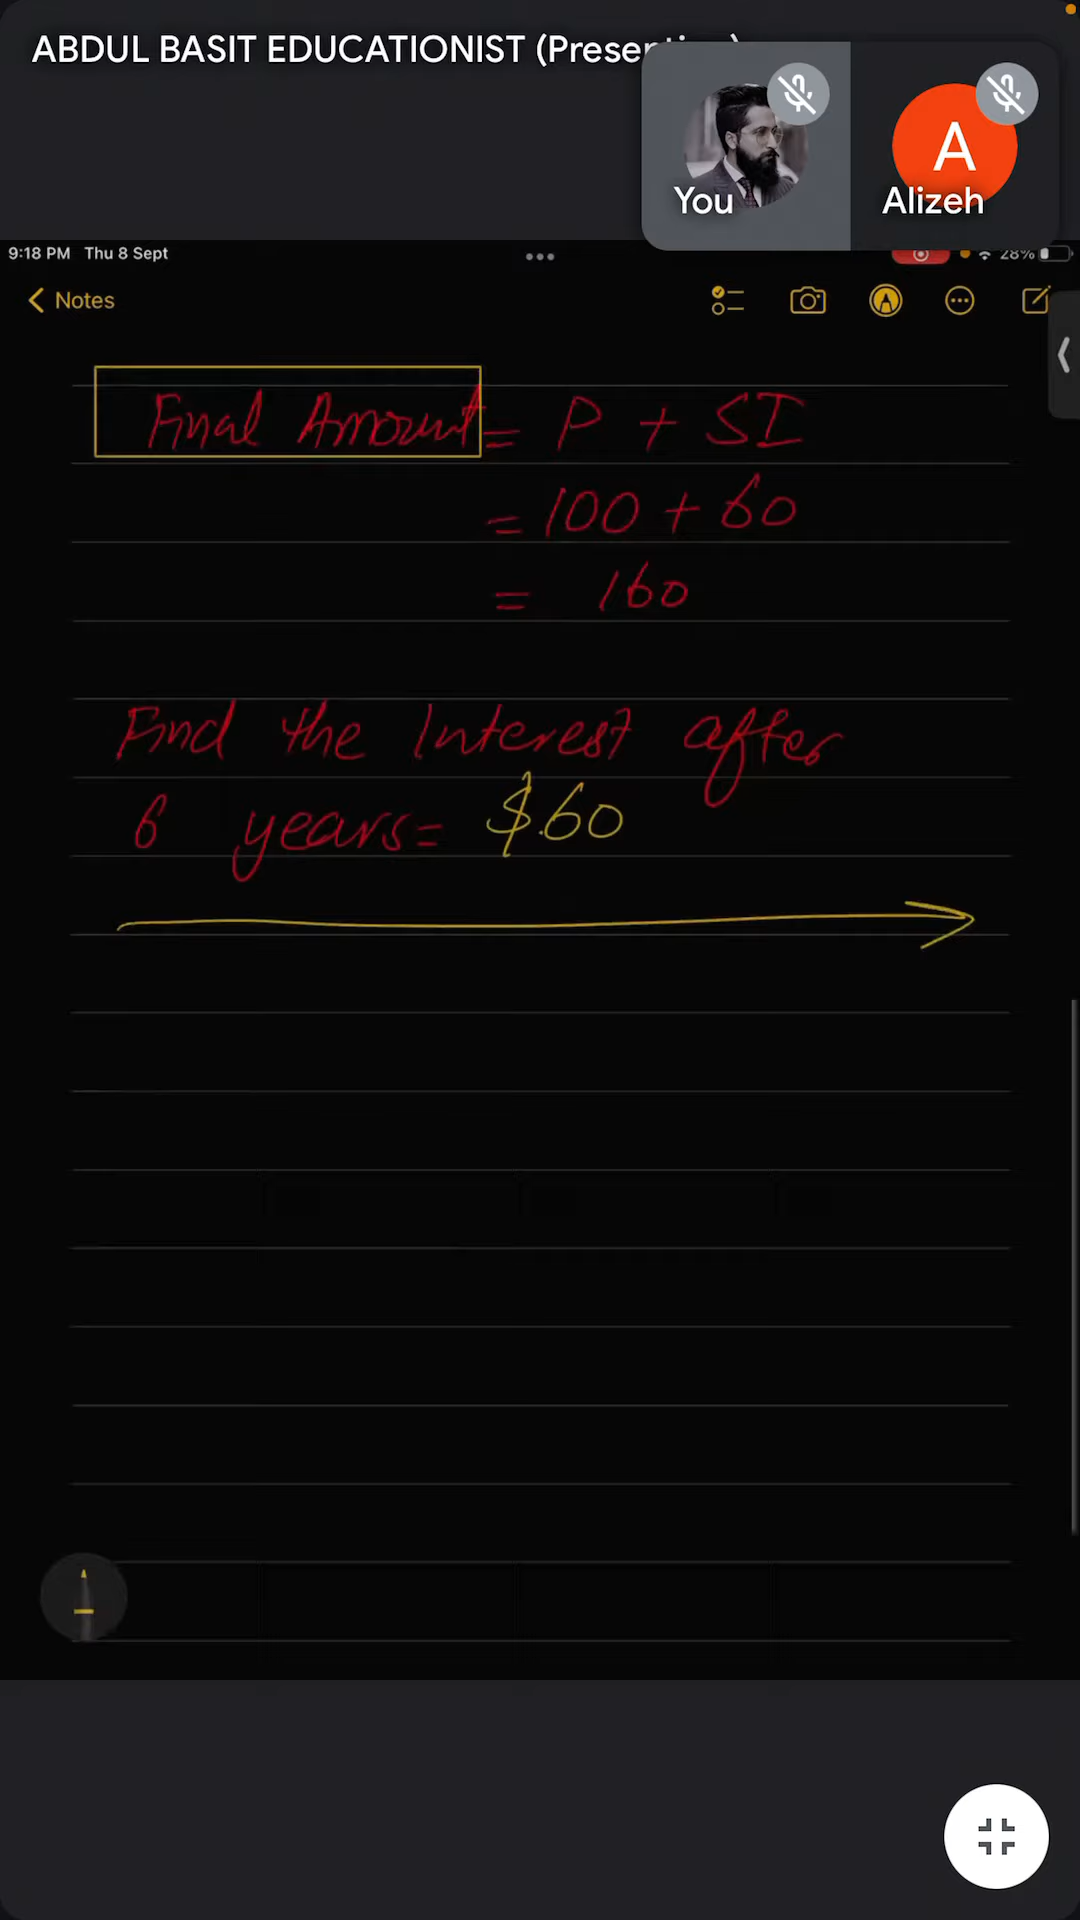 ABDUL BASIT EDUCATIONIST
You
A
Alizeh
9:18 PM Thu 8 Sept
28%
Notes
Final Amount = P + SI
= 100 + 60
= 160
Find the Interest after
6 years = $60